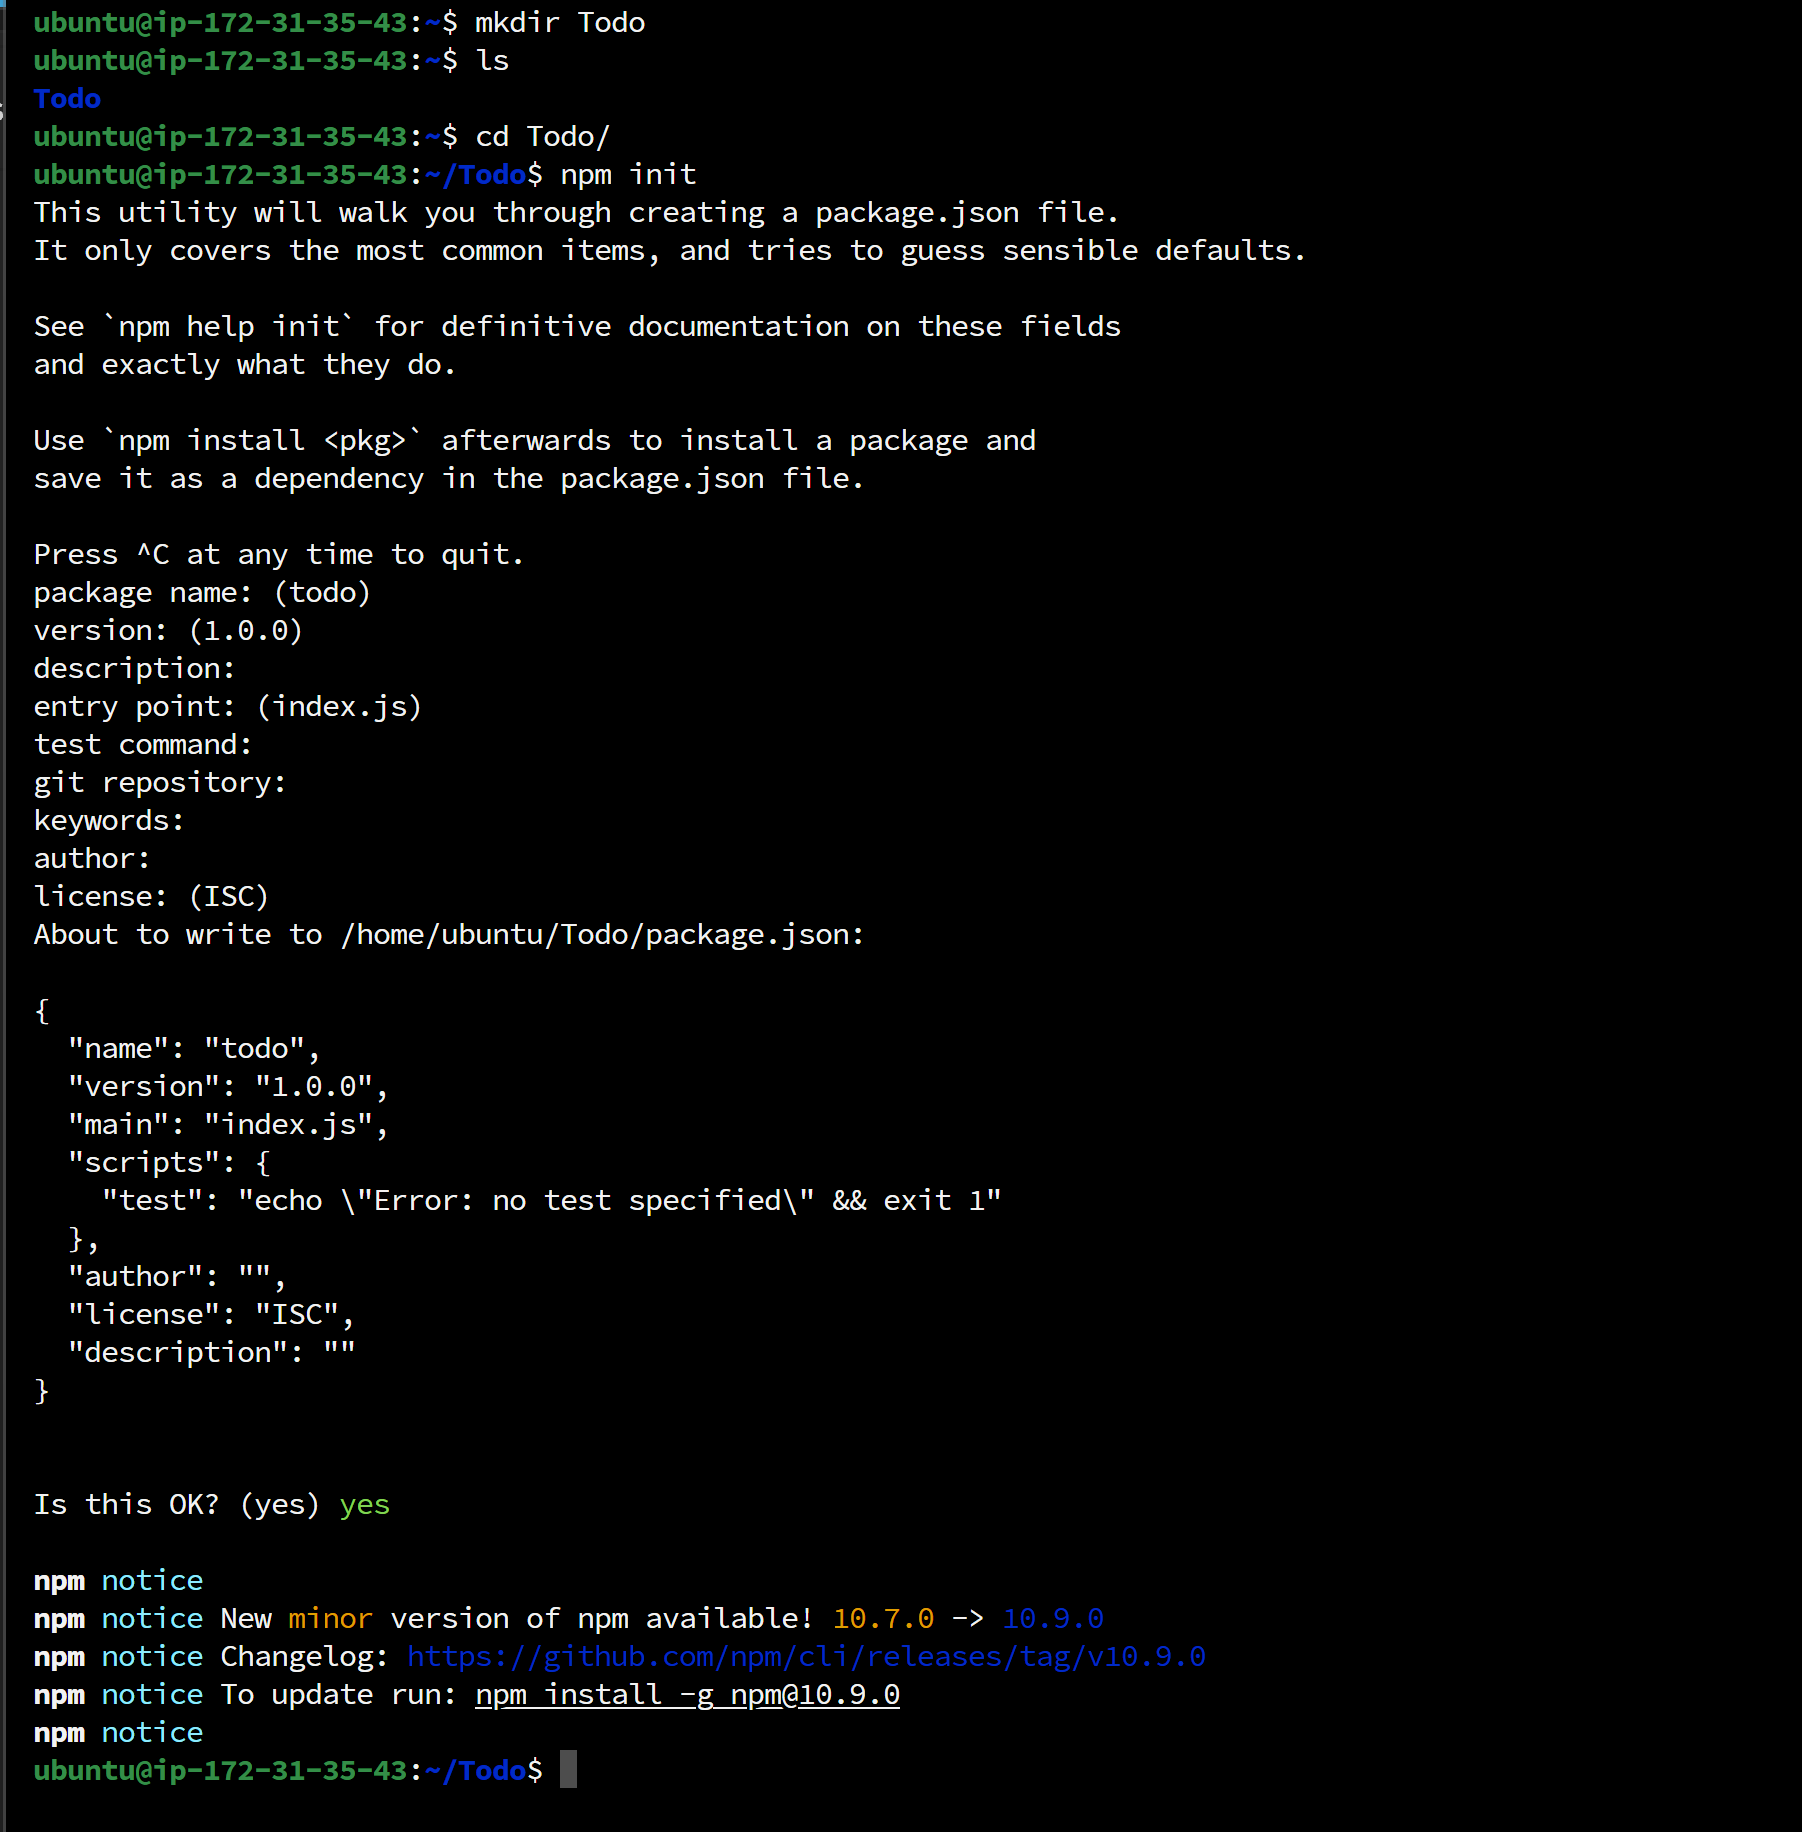 ubuntu@ip-172-31-35-43:~$ mkdir Todo
ubuntu@ip-172-31-35-43:~$ ls
Todo
ubuntu@ip-172-31-35-43:~$ cd Todo/
ubuntu@ip-172-31-35-43:~/Todo$ npm init
This utility will walk you through creating a package.json file.
It only covers the most common items, and tries to guess sensible defaults.

See `npm help init` for definitive documentation on these fields
and exactly what they do.

Use `npm install <pkg>` afterwards to install a package and
save it as a dependency in the package.json file.

Press ^C at any time to quit.
package name: (todo)
version: (1.0.0)
description:
entry point: (index.js)
test command:
git repository:
keywords:
author:
license: (ISC)
About to write to /home/ubuntu/Todo/package.json:

{
  "name": "todo",
  "version": "1.0.0",
  "main": "index.js",
  "scripts": {
    "test": "echo \"Error: no test specified\" && exit 1"
  },
  "author": "",
  "license": "ISC",
  "description": ""
}

Is this OK? (yes) yes

npm notice
npm notice New minor version of npm available! 10.7.0 -> 10.9.0
npm notice Changelog: https://github.com/npm/cli/releases/tag/v10.9.0
npm notice To update run: npm install -g npm@10.9.0
npm notice
ubuntu@ip-172-31-35-43:~/Todo$